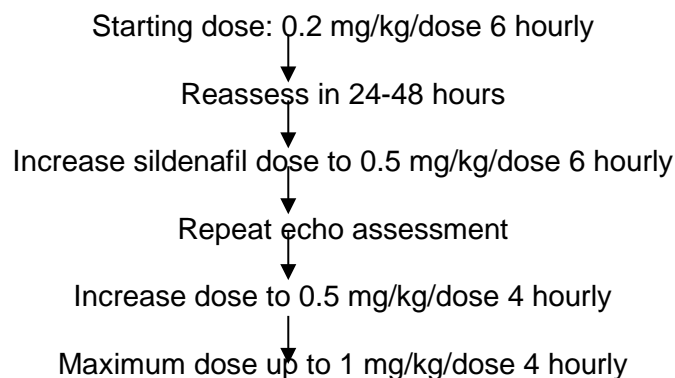 Starting dose: 0.2 mg/kg/dose 6 hourly
Reassess in 24-48 hours
Increase sildenafil dose to 0.5 mg/kg/dose 6 hourly
Repeat echo assessment
Increase dose to 0.5 mg/kg/dose 4 hourly
Maximum dose up to 1 mg/kg/dose 4 hourly